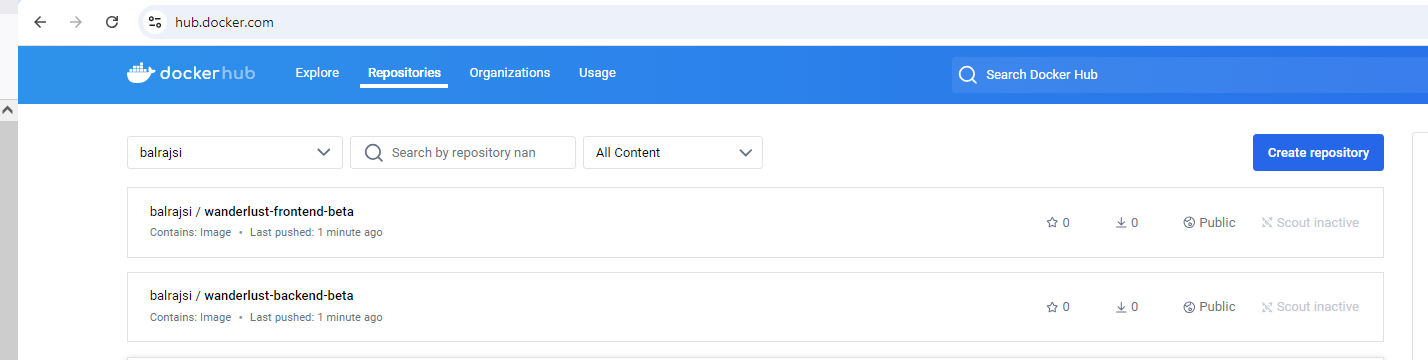 hub.docker.com
dockerhub Explore Repositories Organizations Usage Search Docker Hub
balrajsi Search by repository nan All Content Create repository
balrajsi / wanderlust-frontend-beta
Contains: Image • Last pushed: 1 minute ago
0 0 Public Scout inactive
balrajsi / wanderlust-backend-beta
Contains: Image • Last pushed: 1 minute ago
0 0 Public Scout inactive